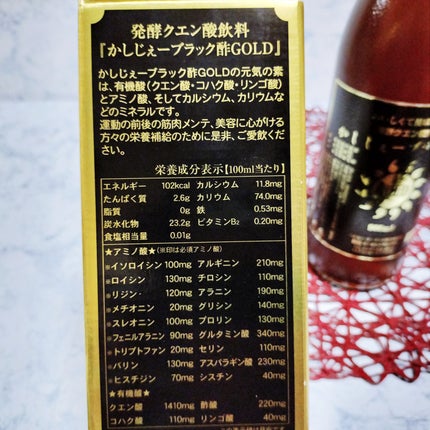 発酵クエン酸飲料
『かしじぇーブラック酢GOLD』
かしじぇーブラック酢GOLDの元気の素
は、有機酸(クエン酸・コハク酸・リンゴ酸)
とアミノ酸、そしてカルシウム、カリウム
などのミネラルです。
運動の前後の筋肉メンテ、美容に心がける
方々の栄養補給のために是非、ご愛飲くだ
さい。
栄養成分表示【100ml当たり】
エネルギー 102kcal カルシウム 11.8mg
たんぱく質 2.6g カリウム 74.0mg
脂質 0g 鉄 0.53mg
炭水化物 23.2g ビタミンB2 0.20mg
食塩相当量 0.01g
★アミノ酸★(※印は必須アミノ酸)
※イソロイシン 100mg アルギニン 210mg
※ロイシン 130mg チロシン 110mg
※リジン 120mg アラニン 190mg
※メチオニン 20mg グリシン 140mg
※スレオニン 90mg プロリン 130mg
※フェニルアラニン 90mg グルタミン酸 340mg
※トリプトファン 20mg セリン 110mg
※バリン 130mg アスパラギン酸 230mg
※ヒスチジン 70mg シスチン 40mg
★有機酸★
クエン酸 1410mg 酢酸 220mg
コハク酸 110mg リンゴ酸 40mg